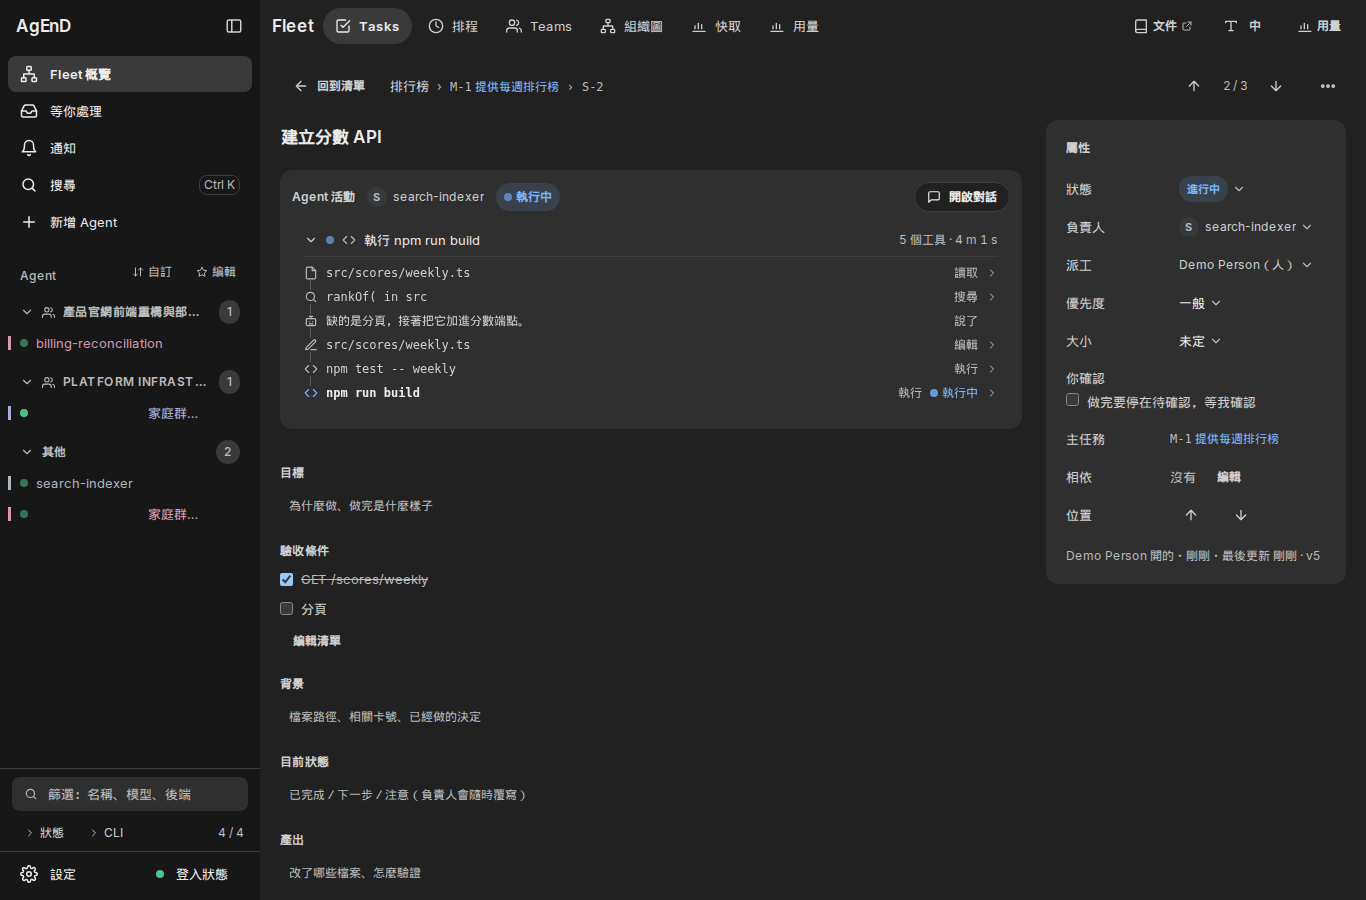 AgEnD
Fleet 概覽
等你處理
通知
搜尋 Ctrl K
新增 Agent
Agent 自訂 編輯
產品官網前端重構與部... 1
billing-reconciliation
PLATFORM INFRAST... 1
家庭群...
其他 2
search-indexer
家庭群...
篩選：名稱、模型、後端
狀態 CLI 4 / 4
設定 登入狀態
Fleet Tasks 排程 Teams 組織圖 快取 用量 文件 中 用量
回到清單 排行榜 › M-1 提供每週排行榜 › S-2 2 / 3
建立分數 API
Agent 活動 S search-indexer 執行中 開啟對話
執行 npm run build 5 個工具 · 4 m 1 s
src/scores/weekly.ts 讀取
rankOf( in src 搜尋
缺的是分頁，接著把它加進分數端點。 說了
src/scores/weekly.ts 編輯
npm test -- weekly 執行
npm run build 執行 執行中
目標
為什麼做、做完是什麼樣子
驗收條件
GET /scores/weekly
分頁
編輯清單
背景
檔案路徑、相關卡號、已經做的決定
目前狀態
已完成 / 下一步 / 注意（負責人會隨時覆寫）
產出
改了哪些檔案、怎麼驗證
屬性
狀態 進行中
負責人 S search-indexer
派工 Demo Person（人）
優先度 一般
大小 未定
你確認
做完要停在待確認，等我確認
主任務 M-1 提供每週排行榜
相依 沒有 編輯
位置
Demo Person 開的・剛剛・最後更新 剛剛 · v5